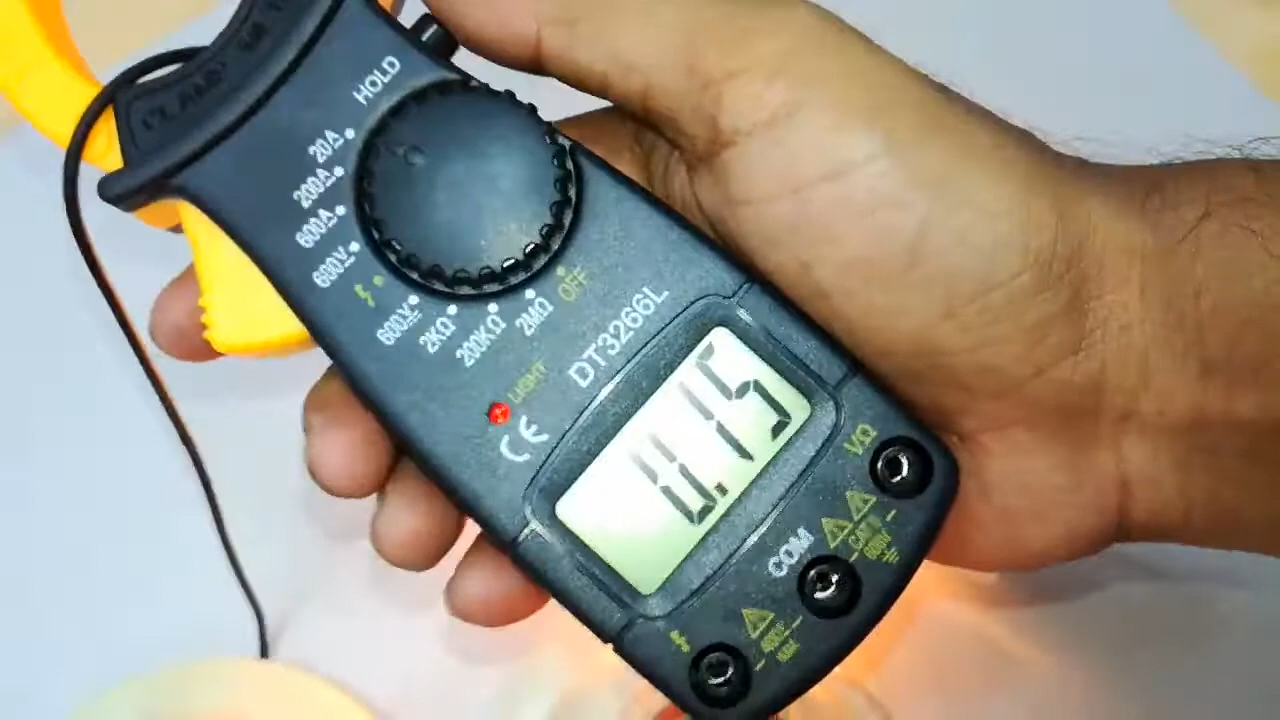 HOLD
20A
200A
600A
600V
600V
2KΩ
200KΩ
2MΩ
OFF
DT3266L
LIGHT
CE
0.15
VΩ
COM